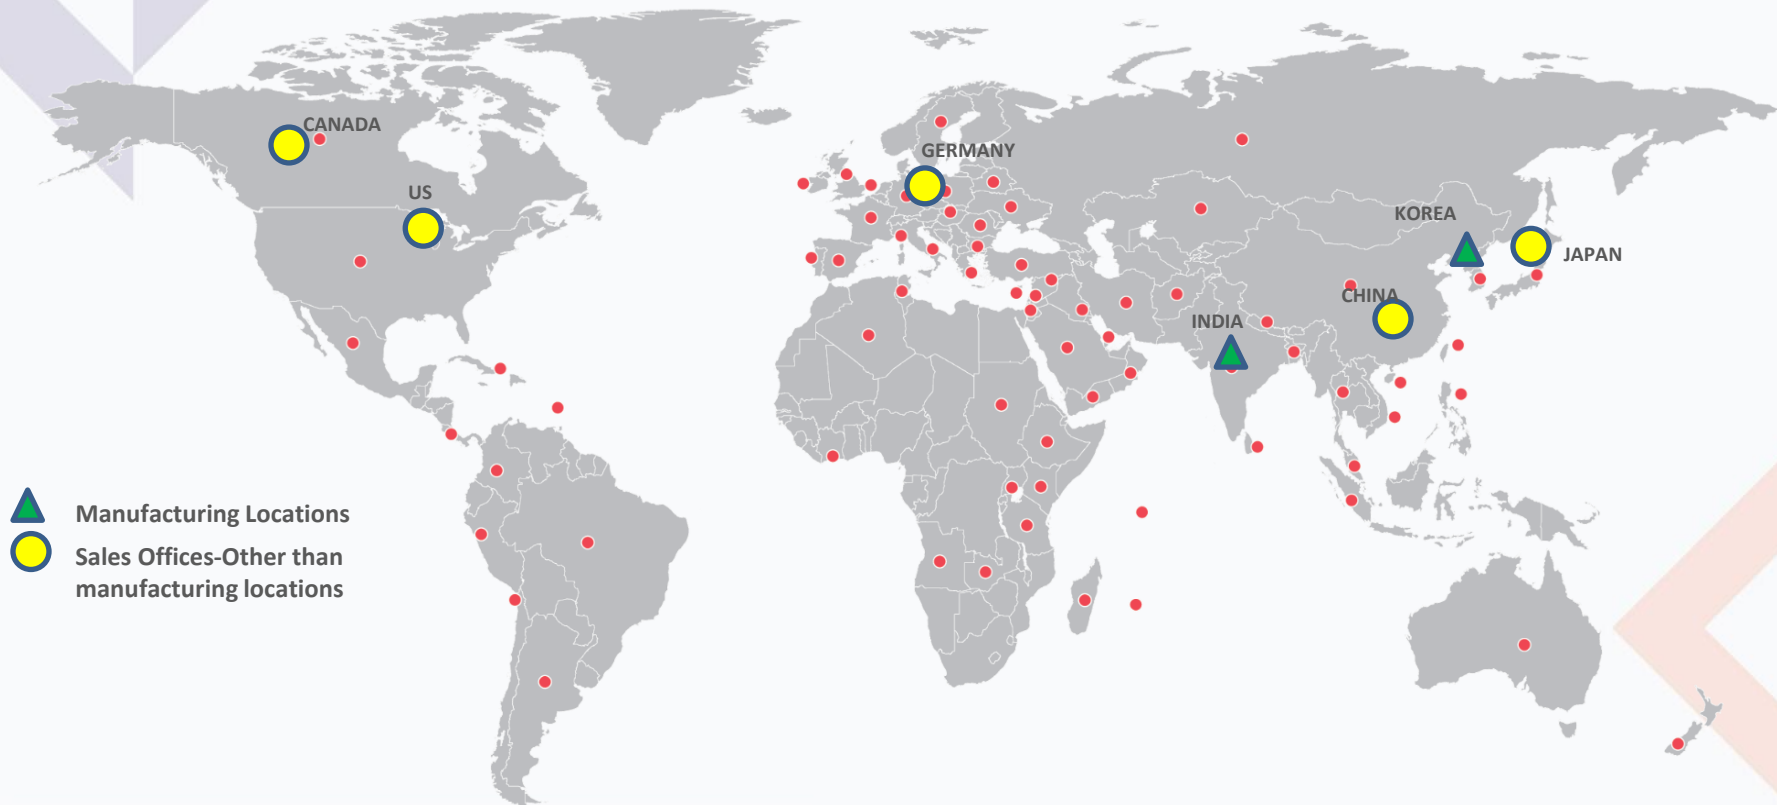 CANADA
GERMANY
US
KOREA
JAPAN
CHINA
INDIA
Manufacturing Locations
Sales Offices-Other than
manufacturing locations